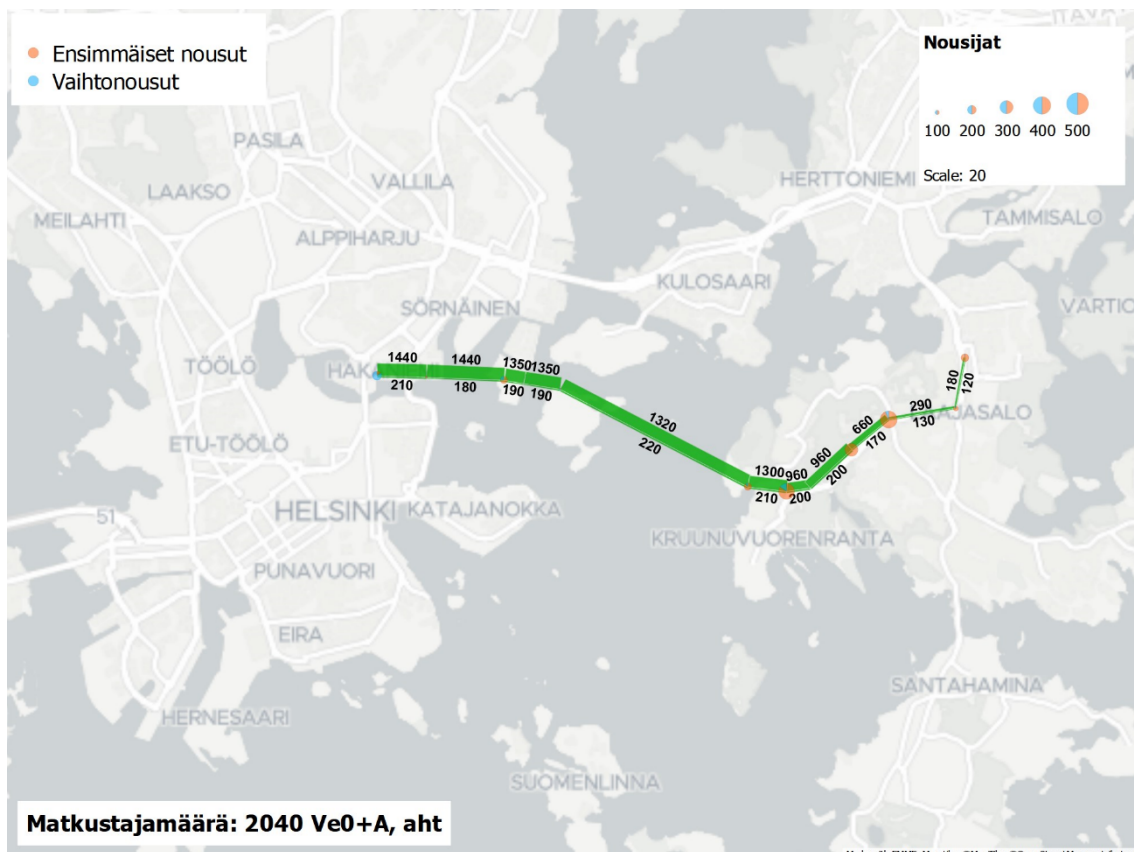 Ensimmäiset nousut
Vaihtonousut
Nousijat
100 200 300 400 500
Scale: 20
PASILA
LAAKSO
VALLILA
MEILAHTI
ALPPIHARJU
HERTTONIEMI
TAMMISALO
KULOSAARI
SÖRNÄINEN
VARTIO
TÖÖLÖ
1440 1440 1350 1350
210 180 190 190
180 120
290
130
660
170
960
200
1320
220
1300 960
210 200
ETU-TÖÖLÖ
51
HELSINKI
KATAJANOKKA
KRUUNUVUORENRANTA
PUNAVUORI
EIRA
SANTAHAMINA
HERNESAARI
SUOMENLINNA
Matkustajamäärä: 2040 Ve0+A, aht